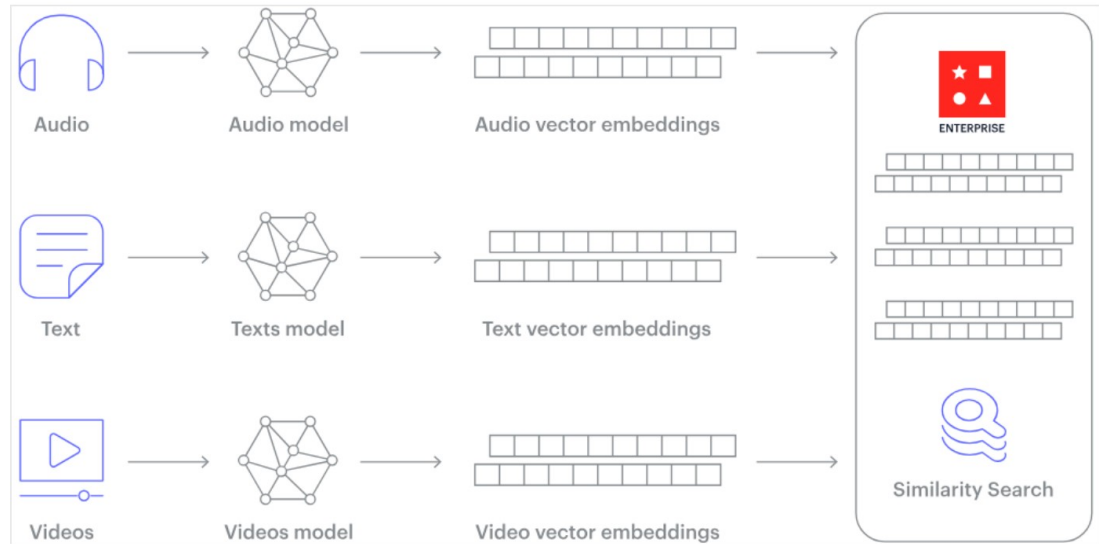 Audio
Audio model
Audio vector embeddings
ENTERPRISE
Text
Texts model
Text vector embeddings
Videos
Videos model
Video vector embeddings
Similarity Search